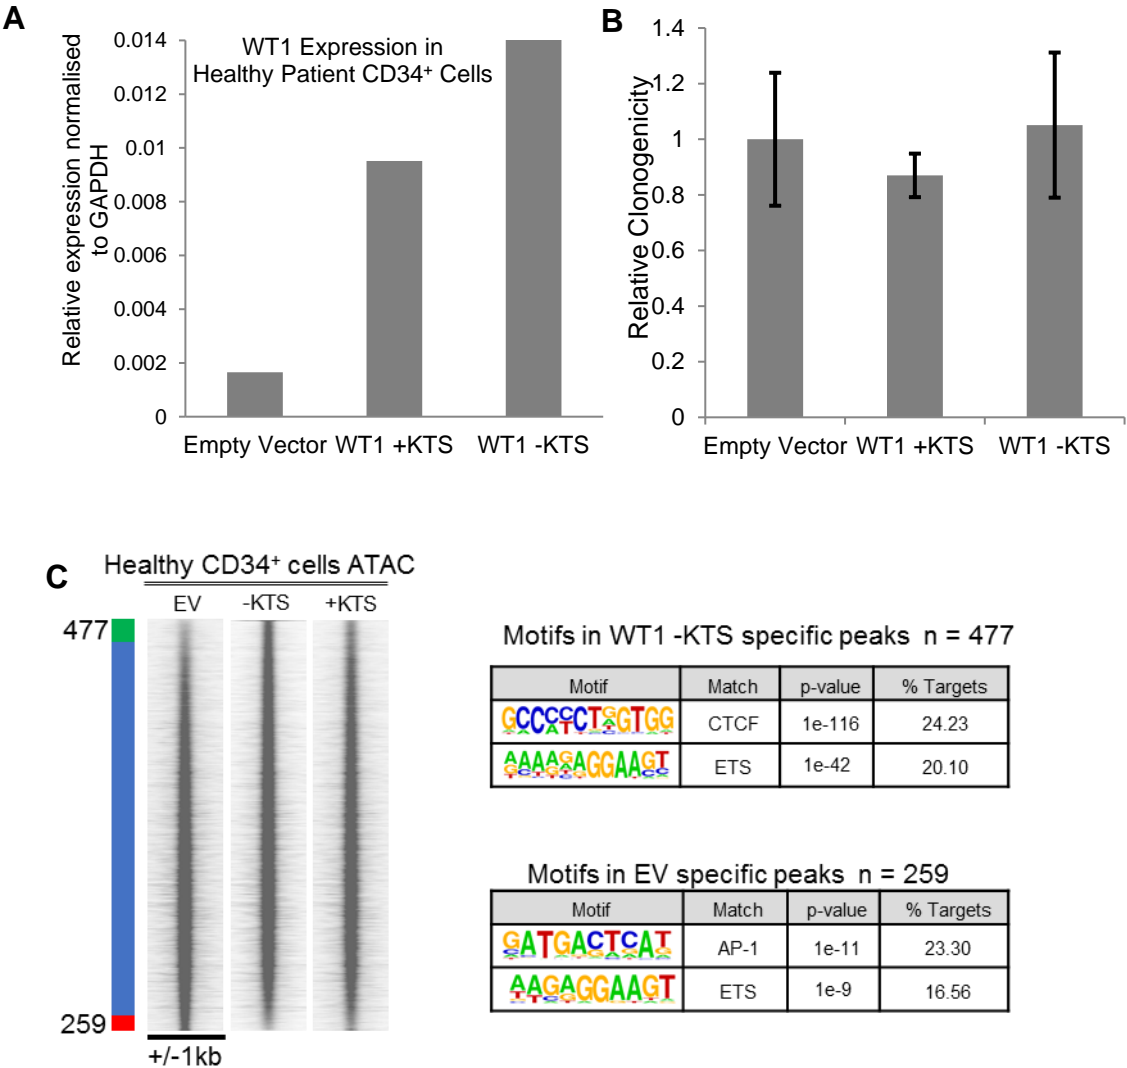 A
WT1 Expression in
Healthy Patient CD34+ Cells
Relative expression normalised
to GAPDH
0.014
0.012
0.01
0.008
0.006
0.004
0.002
0
Empty Vector WT1 +KTS WT1 -KTS
B
Relative Clonogenicity
1.4
1.2
1
0.8
0.6
0.4
0.2
0
Empty Vector WT1 +KTS WT1 -KTS
C
Healthy CD34+ cells ATAC
EV -KTS +KTS
477
259
+/-1kb
Motifs in WT1 -KTS specific peaks n = 477
Motif Match p-value % Targets
GCCCCCTGGTGG CTCF 1e-116 24.23
AAAAGAGGAAGT ETS 1e-42 20.10
Motifs in EV specific peaks n = 259
Motif Match p-value % Targets
GATGACTCAT AP-1 1e-11 23.30
AAGAGGAAGT ETS 1e-9 16.56